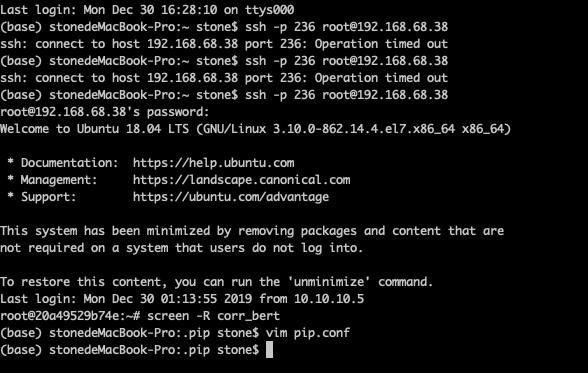 Last login: Mon Dec 30 16:28:10 on ttys000
(base) stonedeMacBook-Pro:~ stone$ ssh -p 236 root@192.168.68.38
ssh: connect to host 192.168.68.38 port 236: Operation timed out
(base) stonedeMacBook-Pro:~ stone$ ssh -p 236 root@192.168.68.38
ssh: connect to host 192.168.68.38 port 236: Operation timed out
(base) stonedeMacBook-Pro:~ stone$ ssh -p 236 root@192.168.68.38
root@192.168.68.38's password:
Welcome to Ubuntu 18.04 LTS (GNU/Linux 3.10.0-862.14.4.el7.x86_64 x86_64)

 * Documentation:  https://help.ubuntu.com
 * Management:     https://landscape.canonical.com
 * Support:        https://ubuntu.com/advantage

This system has been minimized by removing packages and content that are
not required on a system that users do not log into.

To restore this content, you can run the 'unminimize' command.
Last login: Mon Dec 30 01:13:55 2019 from 10.10.10.5
root@20a49529b74e:~# screen -R corr_bert
(base) stonedeMacBook-Pro:.pip stone$ vim pip.conf
(base) stonedeMacBook-Pro:.pip stone$